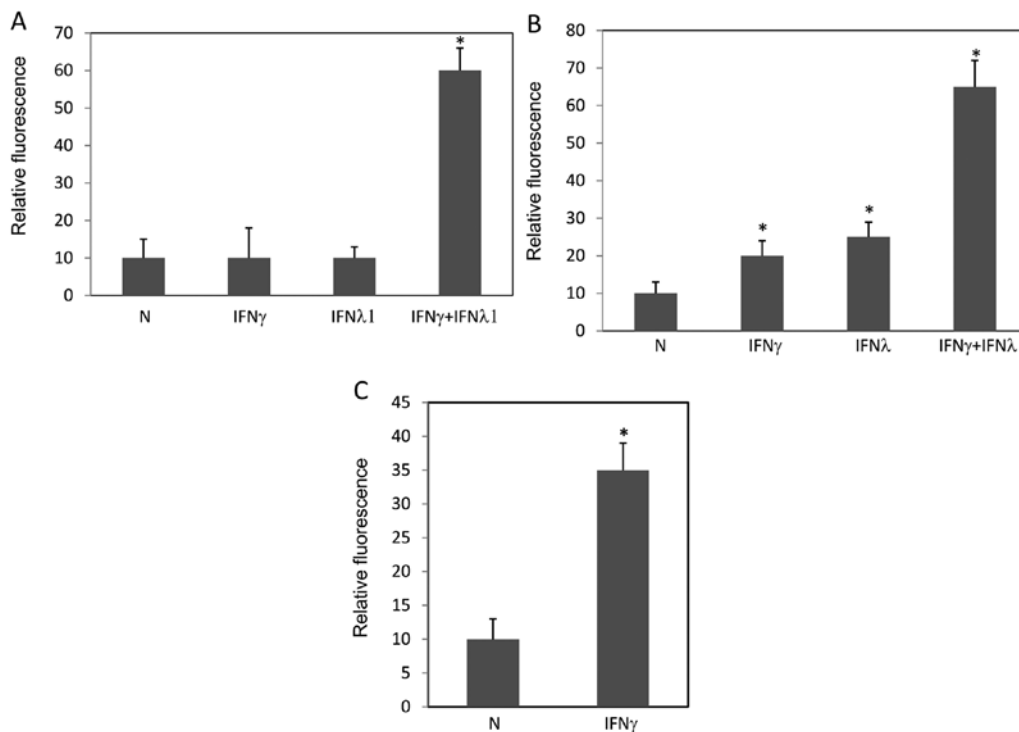 A
Relative fluorescence
70
60
50
40
30
20
10
0
*
N IFNγ IFNλ1 IFNγ+IFNλ1
B
Relative fluorescence
80
70
60
50
40
30
20
10
0
* * *
N IFNγ IFNλ IFNγ+IFNλ
C
Relative fluorescence
45
40
35
30
25
20
15
10
5
0
*
N IFNγ